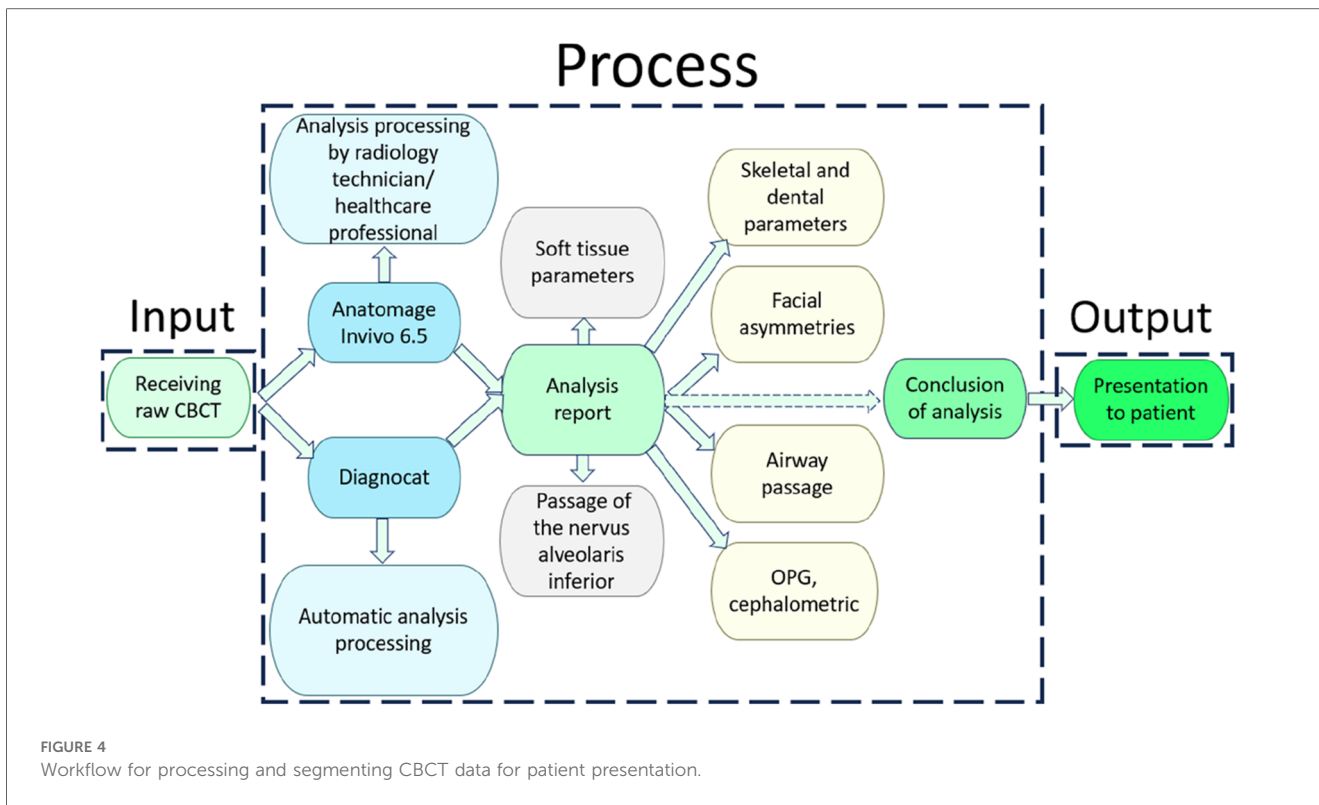 Process
Input
Output
Receiving
raw CBCT
Analysis processing
by radiology
technician/
healthcare
professional
Anatomage
Invivo 6.5
Diagnocat
Automatic analysis
processing
Soft tissue
parameters
Analysis
report
Passage of
the nervus
alveolaris
inferior
Skeletal and
dental
parameters
Facial
asymmetries
Airway
passage
OPG,
cephalometric
Conclusion
of analysis
Presentation
to patient
FIGURE 4
Workflow for processing and segmenting CBCT data for patient presentation.